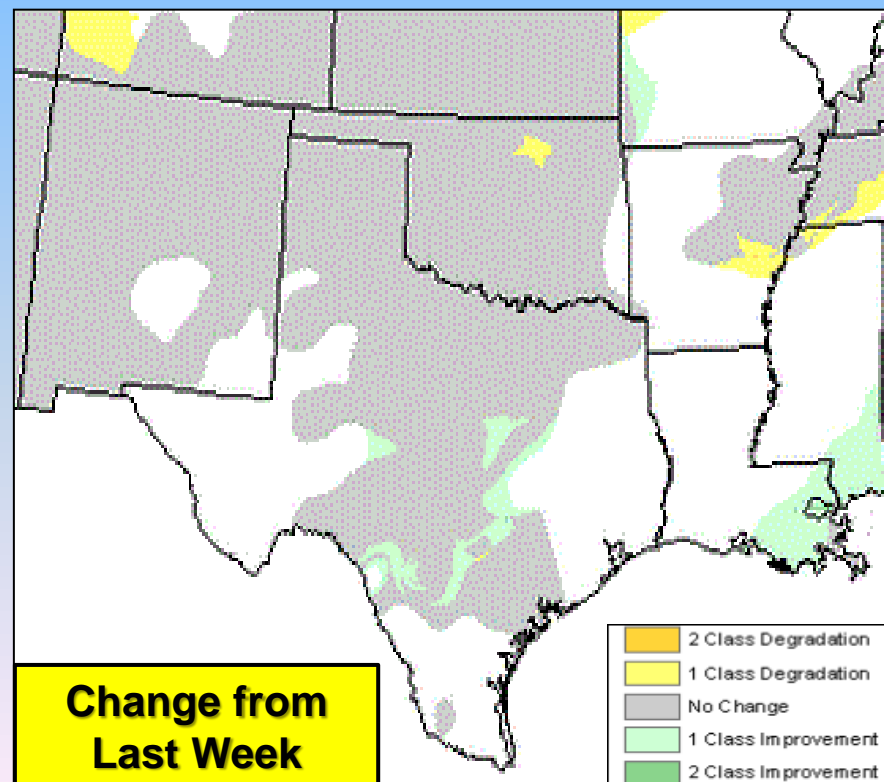 2 Class Degradation
1 Class Degradation
No Change
1 Class Improvement
2 Class Improvement
Change from
Last Week